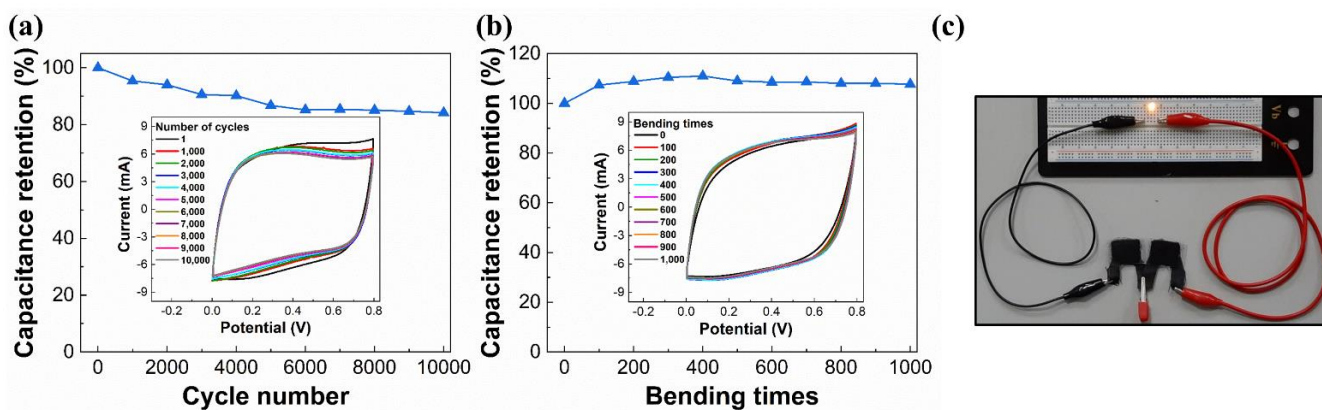 (a)
Capacitance retention (%)
100
80
60
40
20
0
0 2000 4000 6000 8000 10000
Cycle number
Number of cycles
1
1,000
2,000
3,000
4,000
5,000
6,000
7,000
8,000
9,000
10,000
Current (mA)
9
6
3
0
-3
-6
-9
-0.2 0.0 0.2 0.4 0.6 0.8
Potential (V)
(b)
Capacitance retention (%)
120
100
80
60
40
20
0
0 200 400 600 800 1000
Bending times
Bending times
0
100
200
300
400
500
600
700
800
900
1,000
Current (mA)
9
6
3
0
-3
-6
-9
-0.2 0.0 0.2 0.4 0.6 0.8
Potential (V)
(c)
Vb